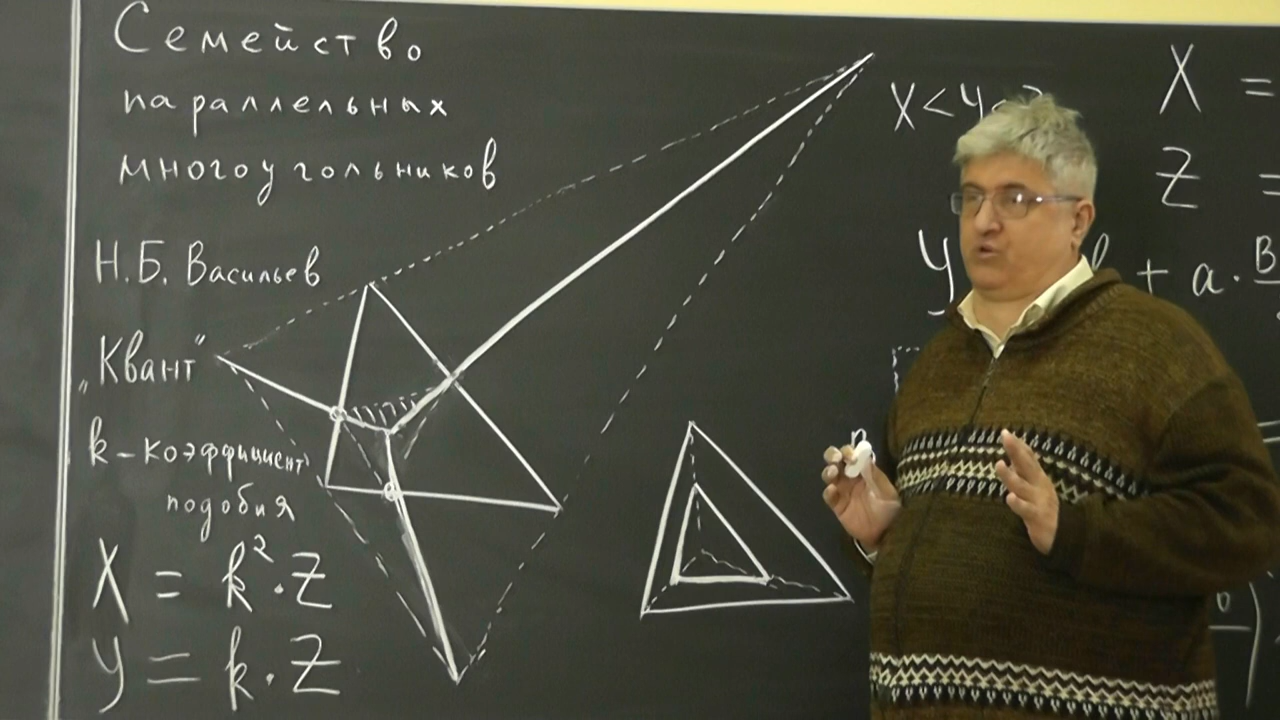 Семейство
параллельных
многоугольников
Н.Б. Васильев
„Квант"
k – коэффициент
подобия
X = k²·Z
Y = k·Z
X < Y
X =
Z =
Y
+ a·